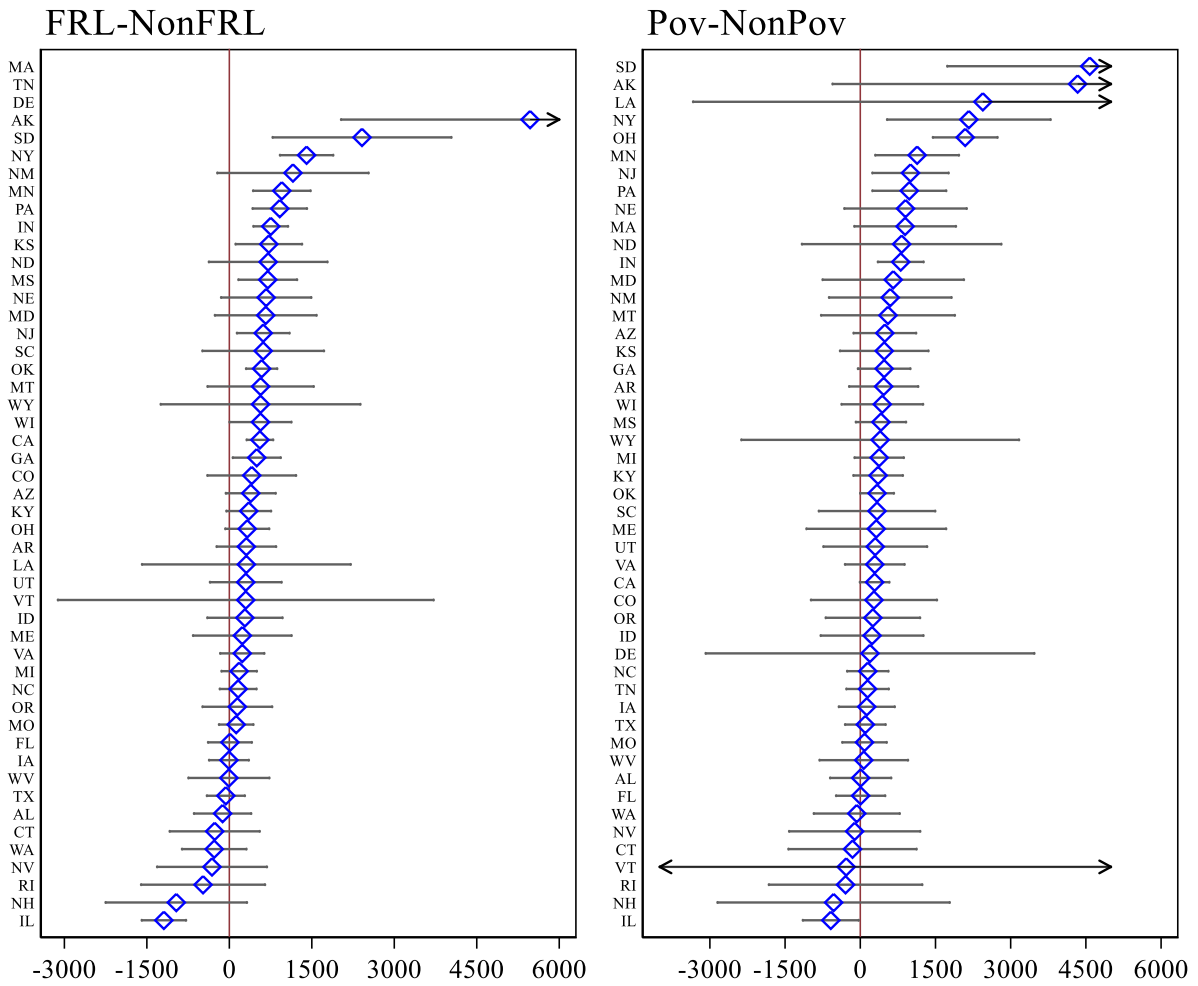 FRL-NonFRL
MA
TN
DE
AK
SD
NY
NM
MN
PA
IN
KS
ND
MS
NE
MD
NJ
SC
OK
MT
WY
WI
CA
GA
CO
AZ
KY
OH
AR
LA
UT
VT
ID
ME
VA
MI
NC
OR
MO
FL
IA
WV
TX
AL
CT
WA
NV
RI
NH
IL
-3000 -1500 0 1500 3000 4500 6000
Pov-NonPov
SD
AK
LA
NY
OH
MN
NJ
PA
NE
MA
ND
IN
MD
NM
MT
AZ
KS
GA
AR
WI
MS
WY
MI
KY
OK
SC
ME
UT
VA
CA
CO
OR
ID
DE
NC
TN
IA
TX
MO
WV
AL
FL
WA
NV
CT
VT
RI
NH
IL
-3000 -1500 0 1500 3000 4500 6000